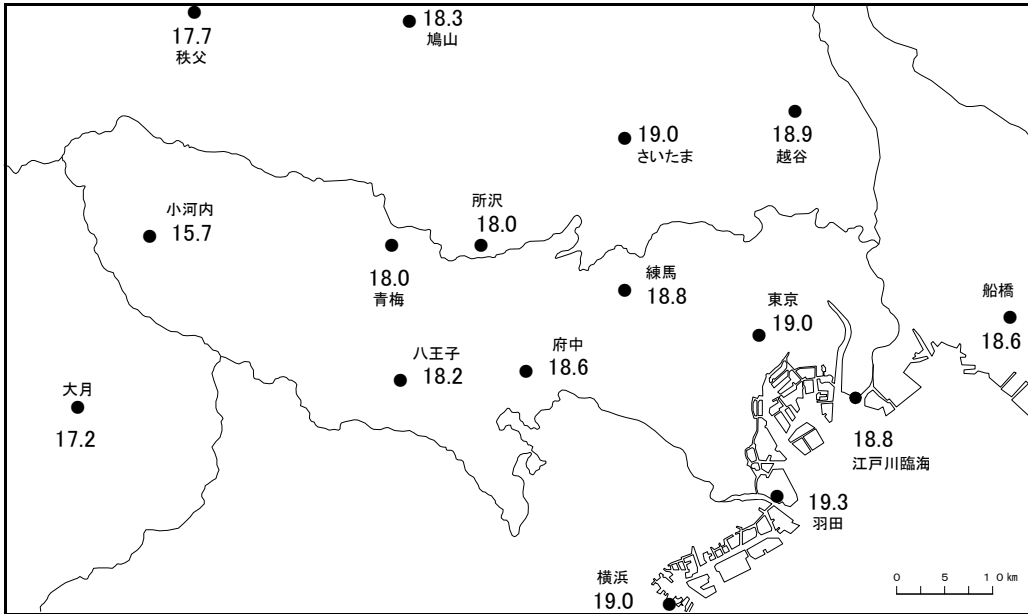 17.7
秩父
18.3
鳩山
19.0
さいたま
18.9
越谷
小河内
15.7
所沢
18.0
18.0
青梅
練馬
18.8
東京
19.0
船橋
18.6
八王子
18.2
府中
18.6
大月
17.2
18.8
江戸川臨海
19.3
羽田
横浜
19.0
0 5 10km